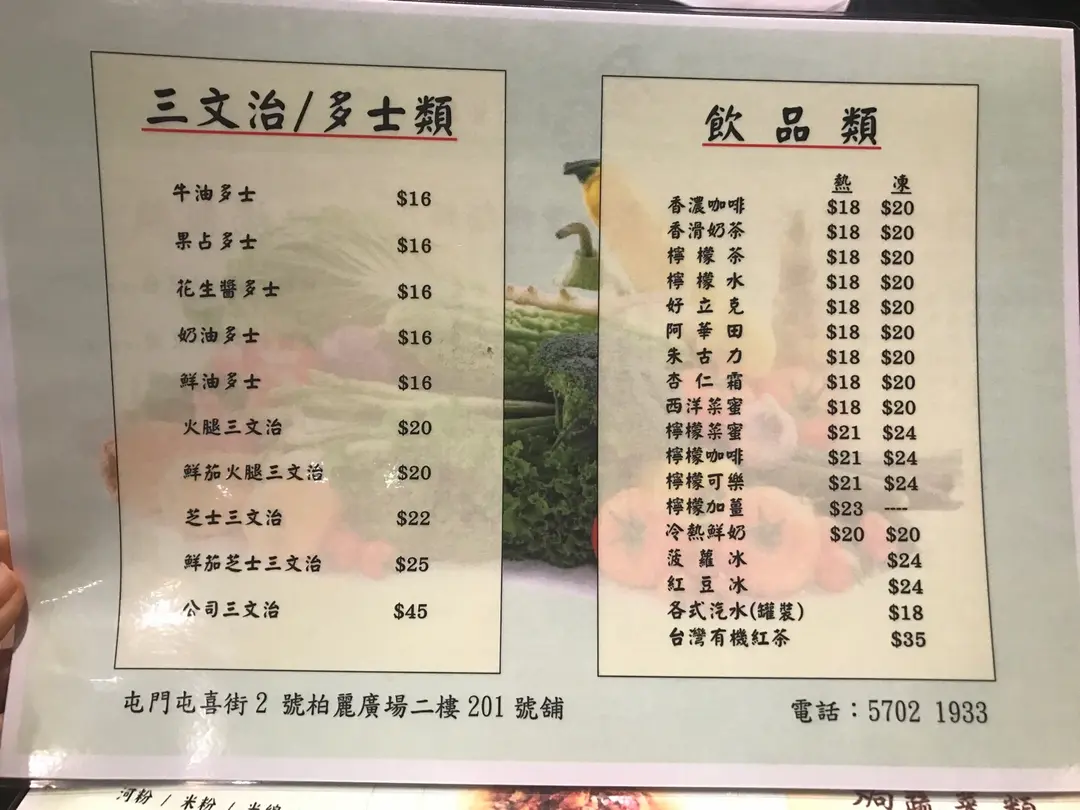 三文治/多士類
牛油多士 $16
果占多士 $16
花生醬多士 $16
奶油多士 $16
鮮油多士 $16
火腿三文治 $20
鮮茄火腿三文治 $20
芝士三文治 $22
鮮茄芝士三文治 $25
公司三文治 $45
飲品類
熱 凍
香濃咖啡 $18 $20
香滑奶茶 $18 $20
檸檬茶 $18 $20
檸檬水 $18 $20
好立克 $18 $20
阿華田 $18 $20
朱古力 $18 $20
杏仁霜 $18 $20
西洋菜蜜 $18 $20
檸檬菜蜜 $21 $24
檸檬咖啡 $21 $24
檸檬可樂 $21 $24
檸檬加薑 $23 ----
冷熱鮮奶 $20 $20
菠蘿冰 $24
紅豆冰 $24
各式汽水(罐裝) $18
台灣有機紅茶 $35
屯門屯喜街2 號柏麗廣場二樓201號舖
電話：5702 1933
河粉 / 米粉 /